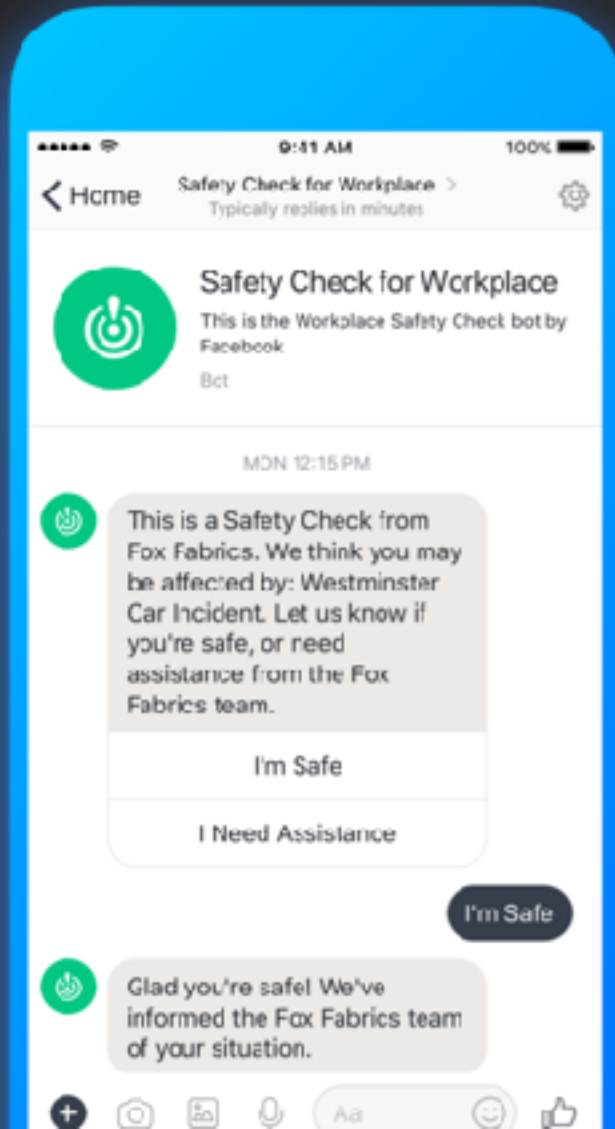 9:41 AM
100%
Home
Safety Check for Workplace
Typically replies in minutes
Safety Check for Workplace
This is the Workplace Safety Check bot by
Facebook
Bot
MON 12:15 PM
This is a Safety Check from
Fox Fabrics. We think you may
be affected by: Westminster
Car Incident. Let us know if
you're safe, or need
assistance from the Fox
Fabrics team.
I'm Safe
I Need Assistance
I'm Safe
Glad you're safe! We've
informed the Fox Fabrics team
of your situation.
Aa